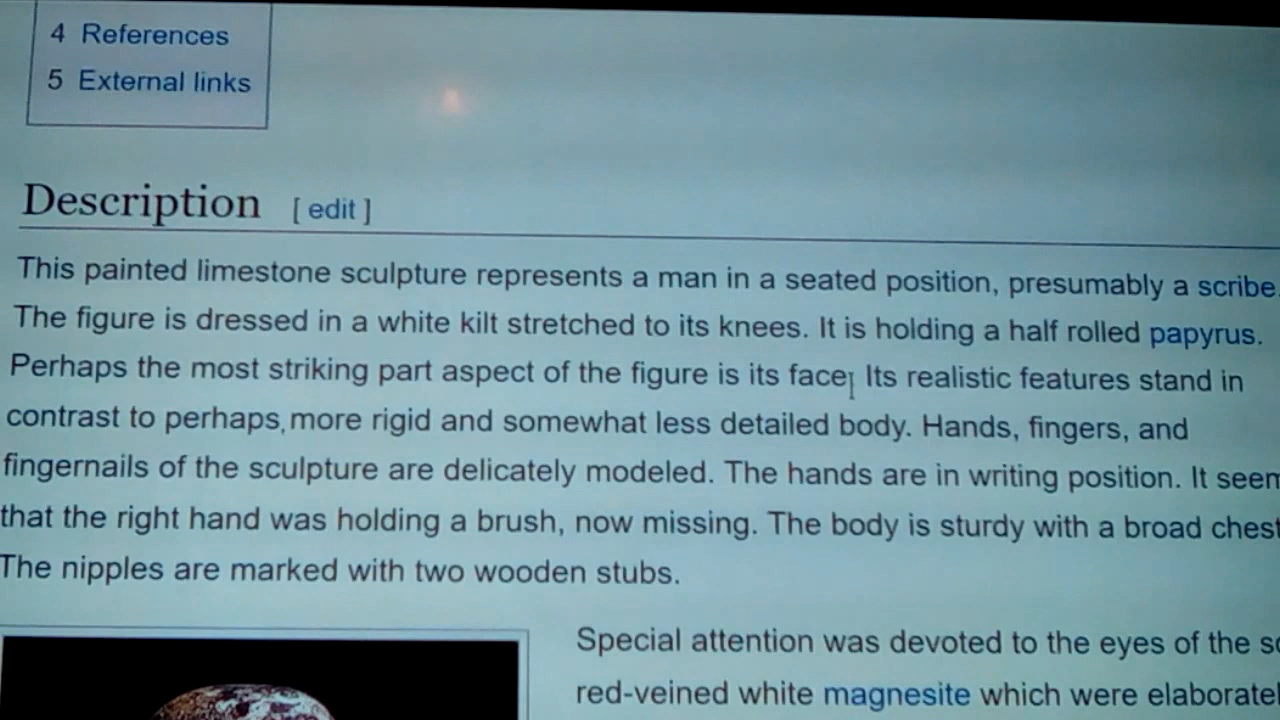 4 References
5 External links
Description [ edit ]
This painted limestone sculpture represents a man in a seated position, presumably a scribe
The figure is dressed in a white kilt stretched to its knees. It is holding a half rolled papyrus.
Perhaps the most striking part aspect of the figure is its face. Its realistic features stand in
contrast to perhaps more rigid and somewhat less detailed body. Hands, fingers, and
fingernails of the sculpture are delicately modeled. The hands are in writing position. It seem
that the right hand was holding a brush, now missing. The body is sturdy with a broad chest
The nipples are marked with two wooden stubs.
Special attention was devoted to the eyes of the
red-veined white magnesite which were